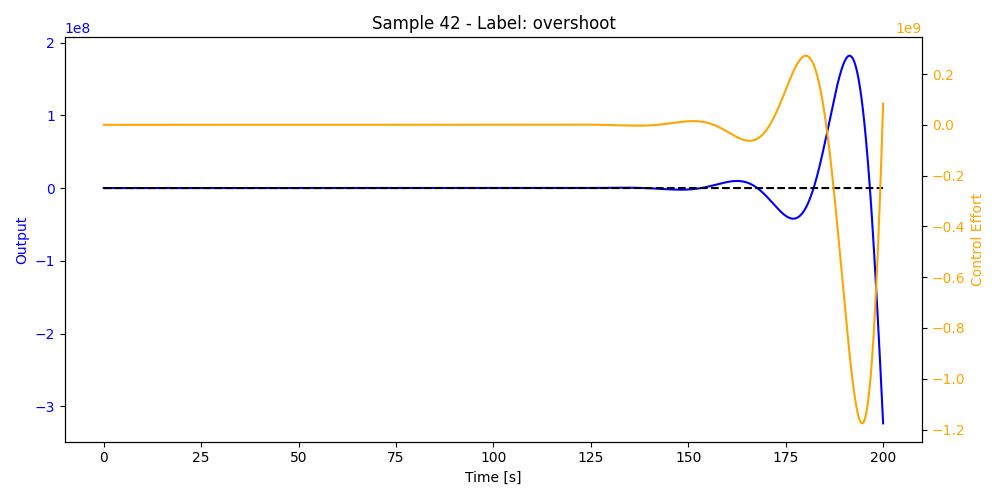 Sample 42 - Label: overshoot
1e8
1e9
2
1
0
−1
−2
−3
Output
0.2
0.0
−0.2
−0.4
−0.6
−0.8
−1.0
−1.2
Control Effort
0 25 50 75 100 125 150 175 200
Time [s]